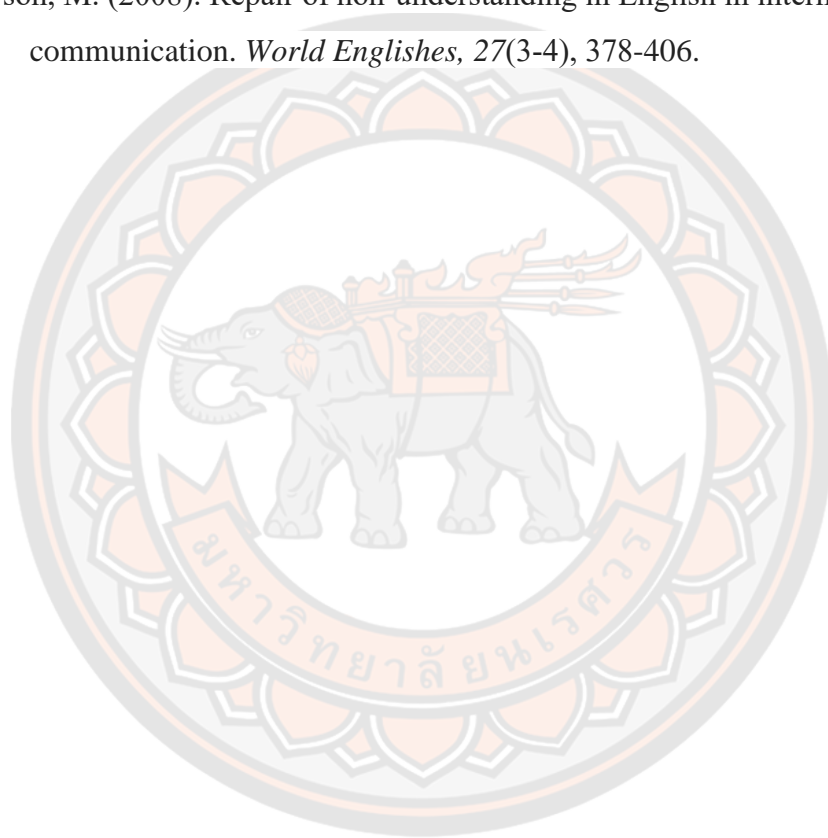 son, M. (2008). Repair of non-understanding in English in intern
communication. World Englishes, 27(3-4), 378-406.
มหาวิทยาลัยนเรศวร